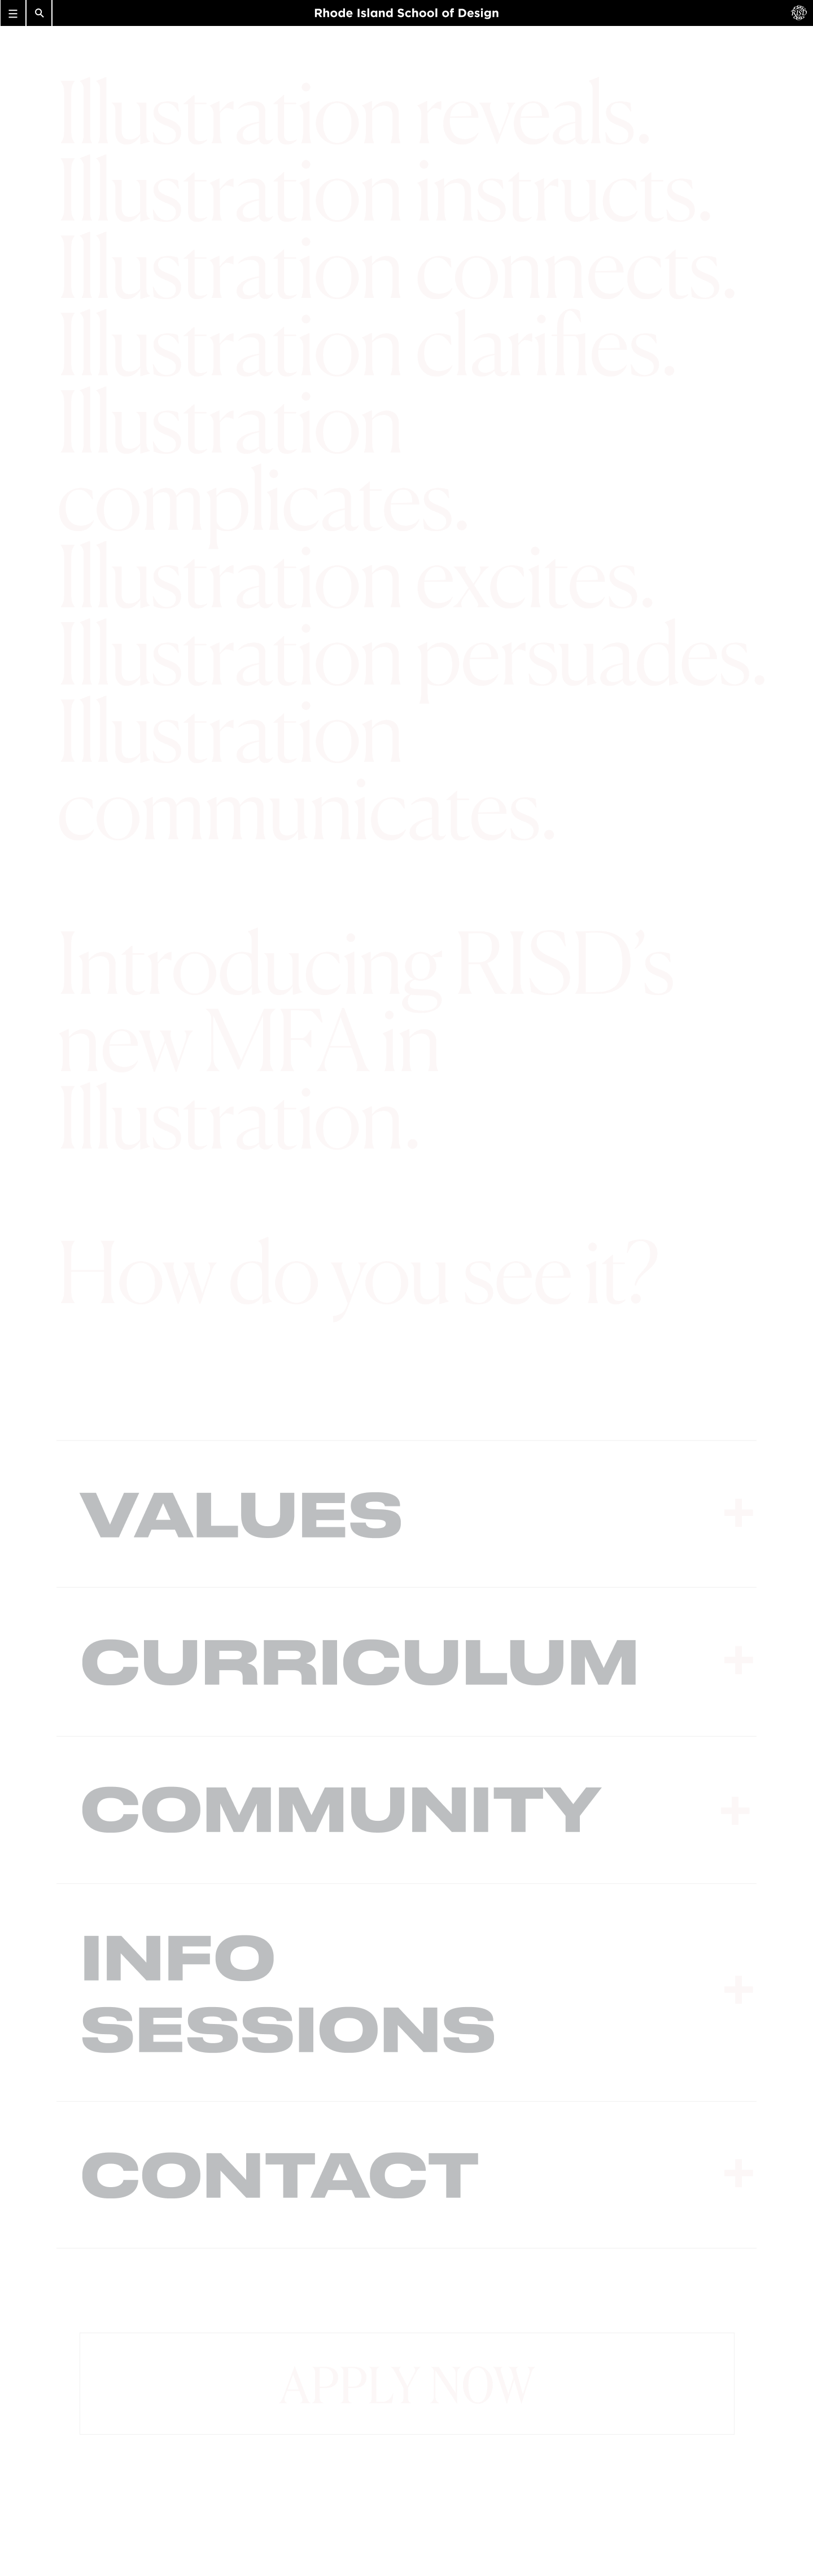 Rhode Island School of Design
RISD
Illustration reveals.
Illustration instructs.
Illustration connects.
Illustration clarifies.
Illustration
complicates.
Illustration excites.
Illustration persuades.
Illustration
communicates.
Introducing RISD’s
new MFA in
Illustration.
How do you see it?
VALUES +
CURRICULUM +
COMMUNITY +
INFO
SESSIONS +
CONTACT +
APPLY NOW